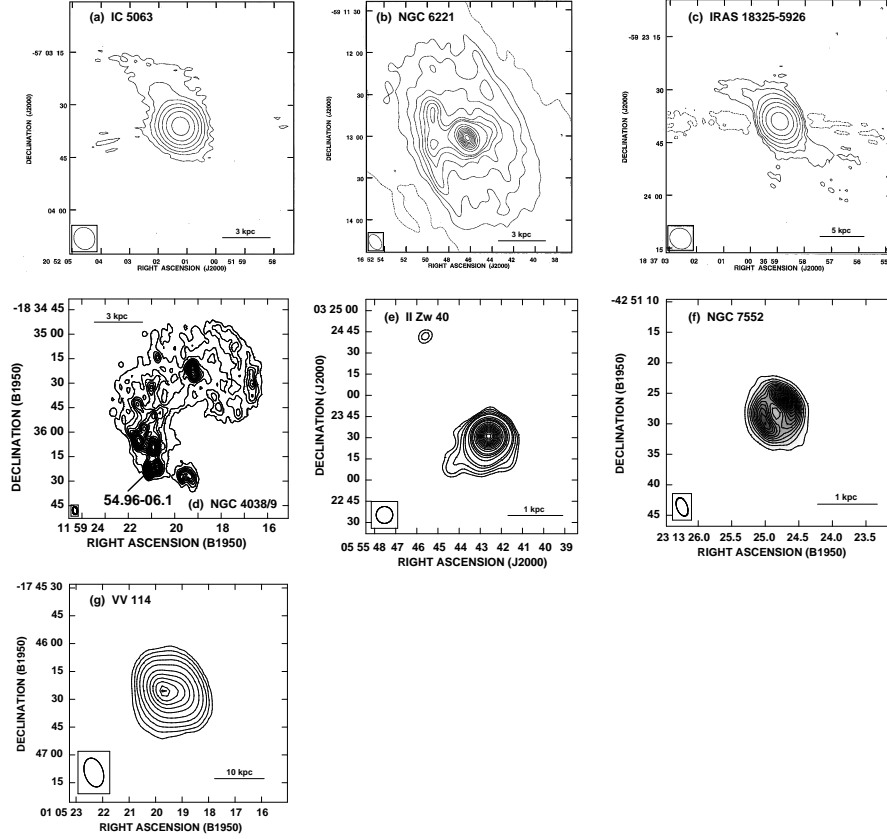 (a) IC 5063
-57 03 15
30
45
04 00
DECLINATION (J2000)
3 kpc
20 52 05 04 03 02 01 00 51 59 58
RIGHT ASCENSION (J2000)
(b) NGC 6221
-59 11 30
12 00
30
13 00
30
14 00
DECLINATION (J2000)
3 kpc
16 52 54 52 50 48 46 44 42 40 38
RIGHT ASCENSION (J2000)
(c) IRAS 18325-5926
-59 23 15
30
45
24 00
15
DECLINATION (J2000)
5 kpc
18 37 03 02 01 00 36 59 58 57 56 55
RIGHT ASCENSION (J2000)
-18 34 45
35 00
15
30
45
36 00
15
30
45
DECLINATION (B1950)
3 kpc
54.96-06.1
(d) NGC 4038/9
11 59 24 22 20 18 16
RIGHT ASCENSION (B1950)
(e) II Zw 40
03 25 00
24 45
30
15
00
23 45
30
15
00
22 45
30
DECLINATION (J2000)
1 kpc
05 55 48 47 46 45 44 43 42 41 40 39
RIGHT ASCENSION (J2000)
(f) NGC 7552
-42 51 10
15
20
25
30
35
40
45
DECLINATION (B1950)
1 kpc
23 13 26.0 25.5 25.0 24.5 23.5
RIGHT ASCENSION (B1950)
(g) VV 114
-17 45 30
45
46 00
15
30
45
47 00
15
DECLINATION (B1950)
10 kpc
01 05 23 22 21 20 19 18 17 16
RIGHT ASCENSION (B1950)